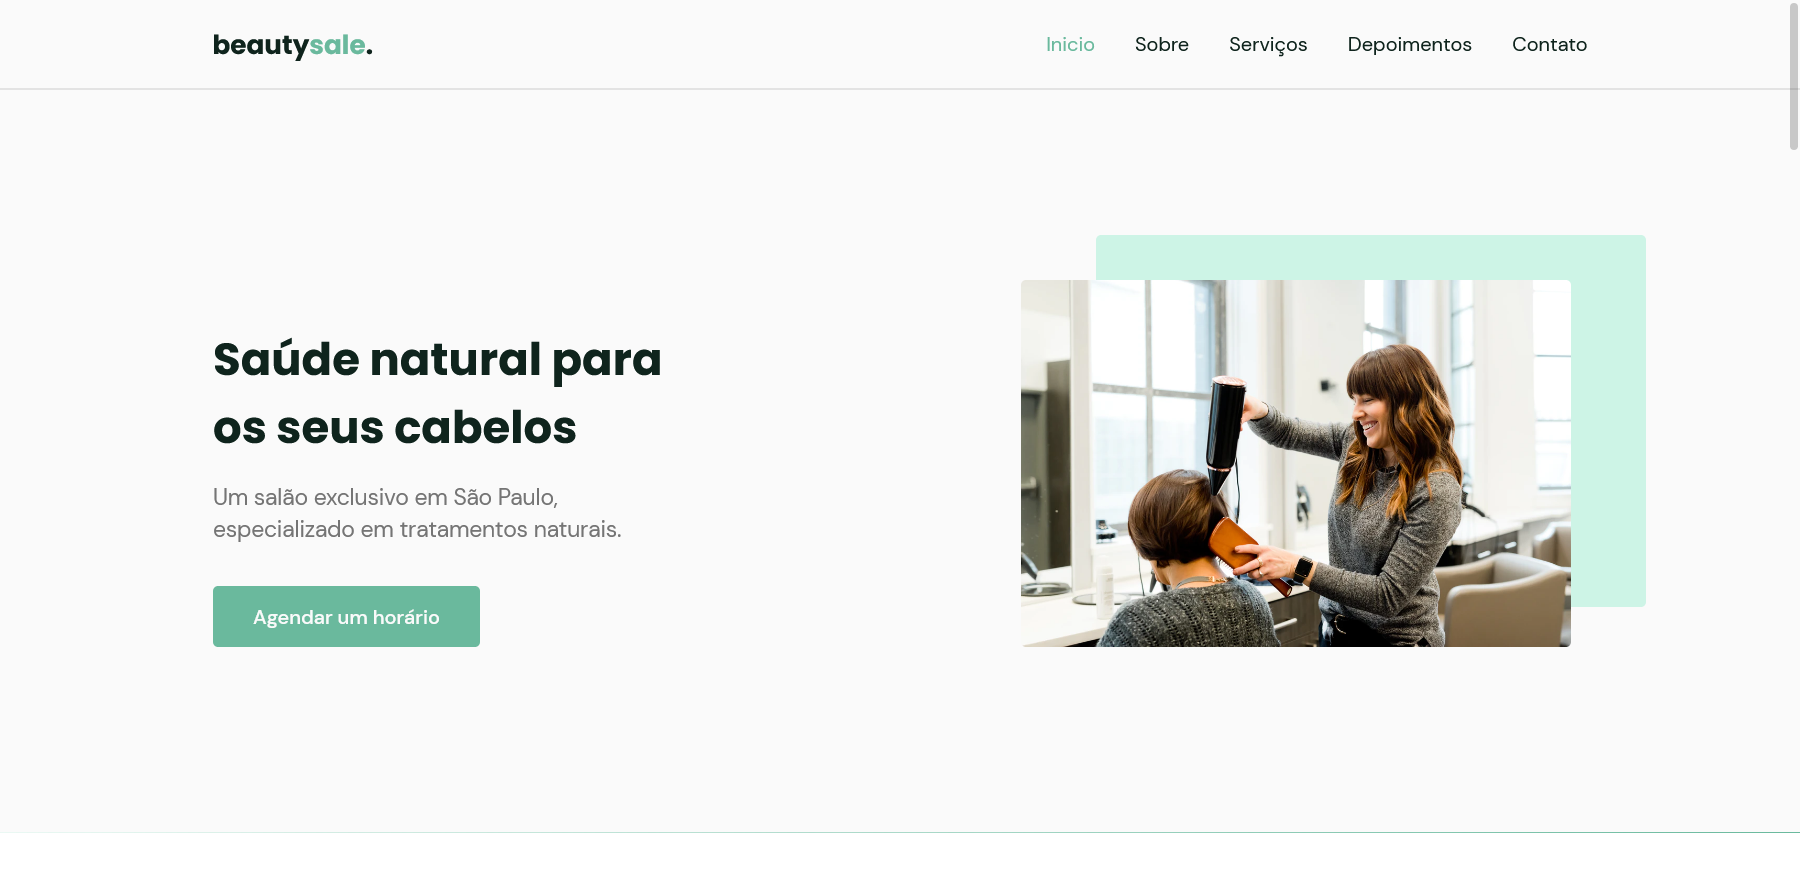 beautysale.
Inicio
Sobre
Serviços
Depoimentos
Contato
Saúde natural para
os seus cabelos
Um salão exclusivo em São Paulo,
especializado em tratamentos naturais.
Agendar um horário